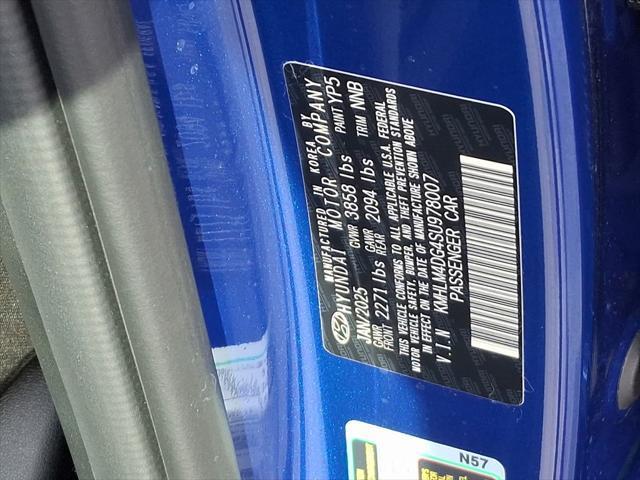 MANUFACTURED IN KOREA BY
HYUNDAI MOTOR COMPANY
JAN/2025 GVWR 3858 lbs PAINT YP5
GAWR FRONT 2271 lbs GAWR REAR 2094 lbs TRIM NNB
THIS VEHICLE CONFORMS TO ALL APPLICABLE U.S.A. FEDERAL
MOTOR VEHICLE SAFETY, BUMPER, AND THEFT PREVENTION STANDARDS
IN EFFECT ON THE DATE OF MANUFACTURE SHOWN ABOVE
V.I.N KMHLM4DG4SU978007
PASSENGER CAR
N57